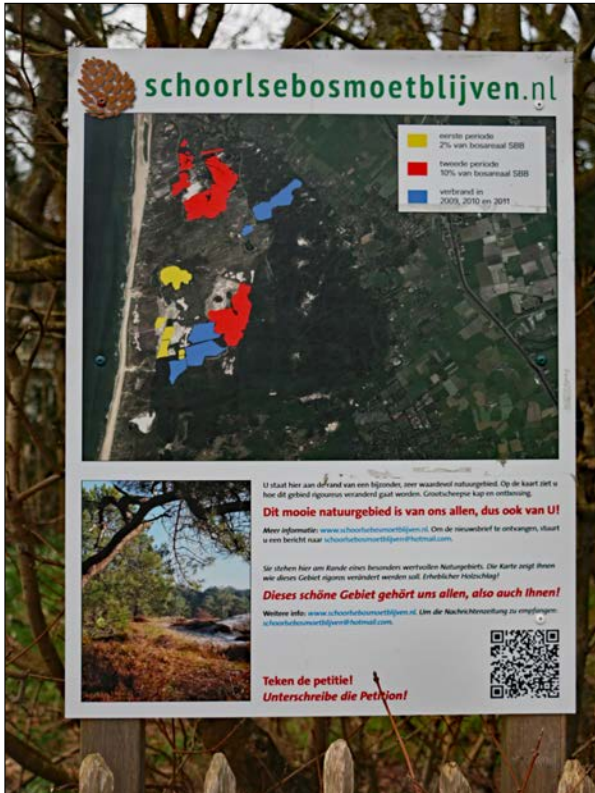 schoorlsebosmoetblijven.nl
eerste periode
2% van bosareaal SBB
tweede periode
10% van bosareaal SBB
verbrand in
2009, 2010 en 2011
U staat hier aan de rand van een bijzonder, zeer waardevol natuurgebied. Op de kaart ziet u
hoe dit gebied rigoureus veranderd gaat worden. Grootscheepse kap en ontbossing.
Dit mooie natuurgebied is van ons allen, dus ook van U!
Meer informatie: www.schoorlsebosmoetblijven.nl. Om de nieuwsbrief te ontvangen, stuurt
u een bericht naar schoorlsebosmoetblijven@hotmail.com.
Sie stehen hier am Rande eines besonders wertvollen Naturgebiets. Die Karte zeigt Ihnen
wie dieses Gebiet rigoros verändert werden soll. Erheblicher Holzschlag!
Dieses schöne Gebiet gehört uns allen, also auch Ihnen!
Weitere info: www.schoorlsebosmoetblijven.nl. Um die Nachrichtenzeitung zu empfangen:
schoorlsebosmoetblijven@hotmail.com.
Teken de petitie!
Unterschreibe die Petition!